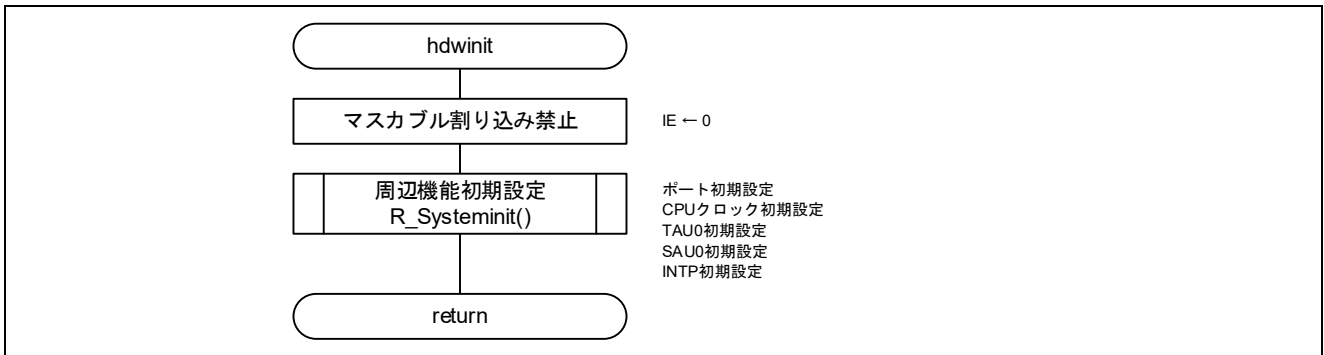 hdwinit
マスカブル割り込み禁止
IE ← 0
周辺機能初期設定
R_Systeminit()
ポート初期設定
CPUクロック初期設定
TAU0初期設定
SAU0初期設定
INTP初期設定
return